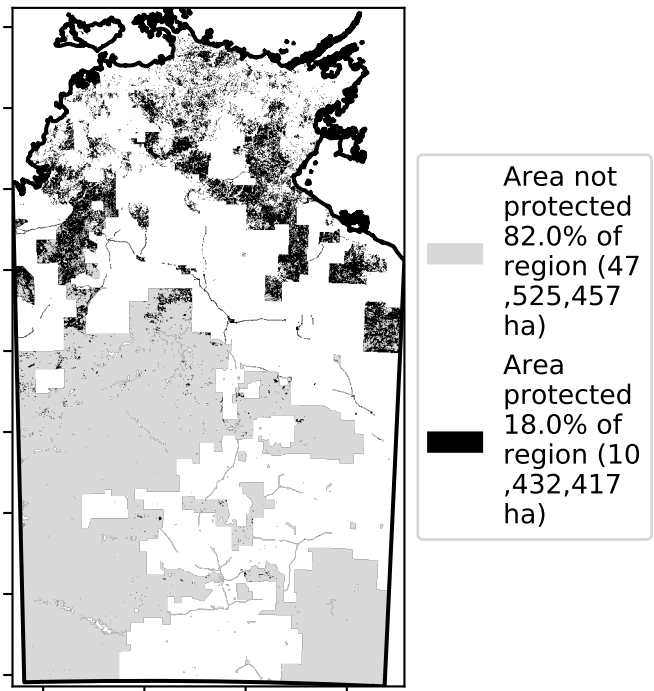 Area not
protected
82.0% of
region (47
,525,457
ha)
Area
protected
18.0% of
region (10
,432,417
ha)